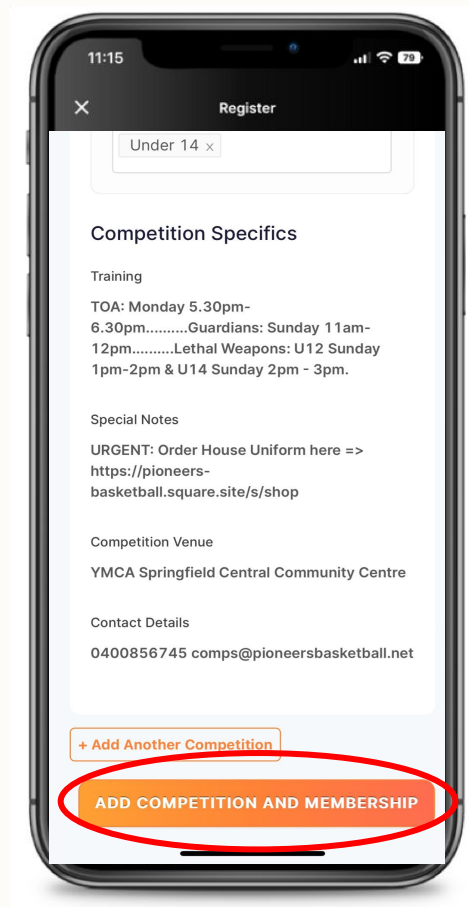 11:15
79
× Register
Under 14 x
Competition Specifics
Training
TOA: Monday 5.30pm-
6.30pm..........Guardians: Sunday 11am-
12pm..........Lethal Weapons: U12 Sunday
1pm-2pm & U14 Sunday 2pm - 3pm.
Special Notes
URGENT: Order House Uniform here =>
https://pioneers-
basketball.square.site/s/shop
Competition Venue
YMCA Springfield Central Community Centre
Contact Details
0400856745 comps@pioneersbasketball.net
+ Add Another Competition
ADD COMPETITION AND MEMBERSHIP